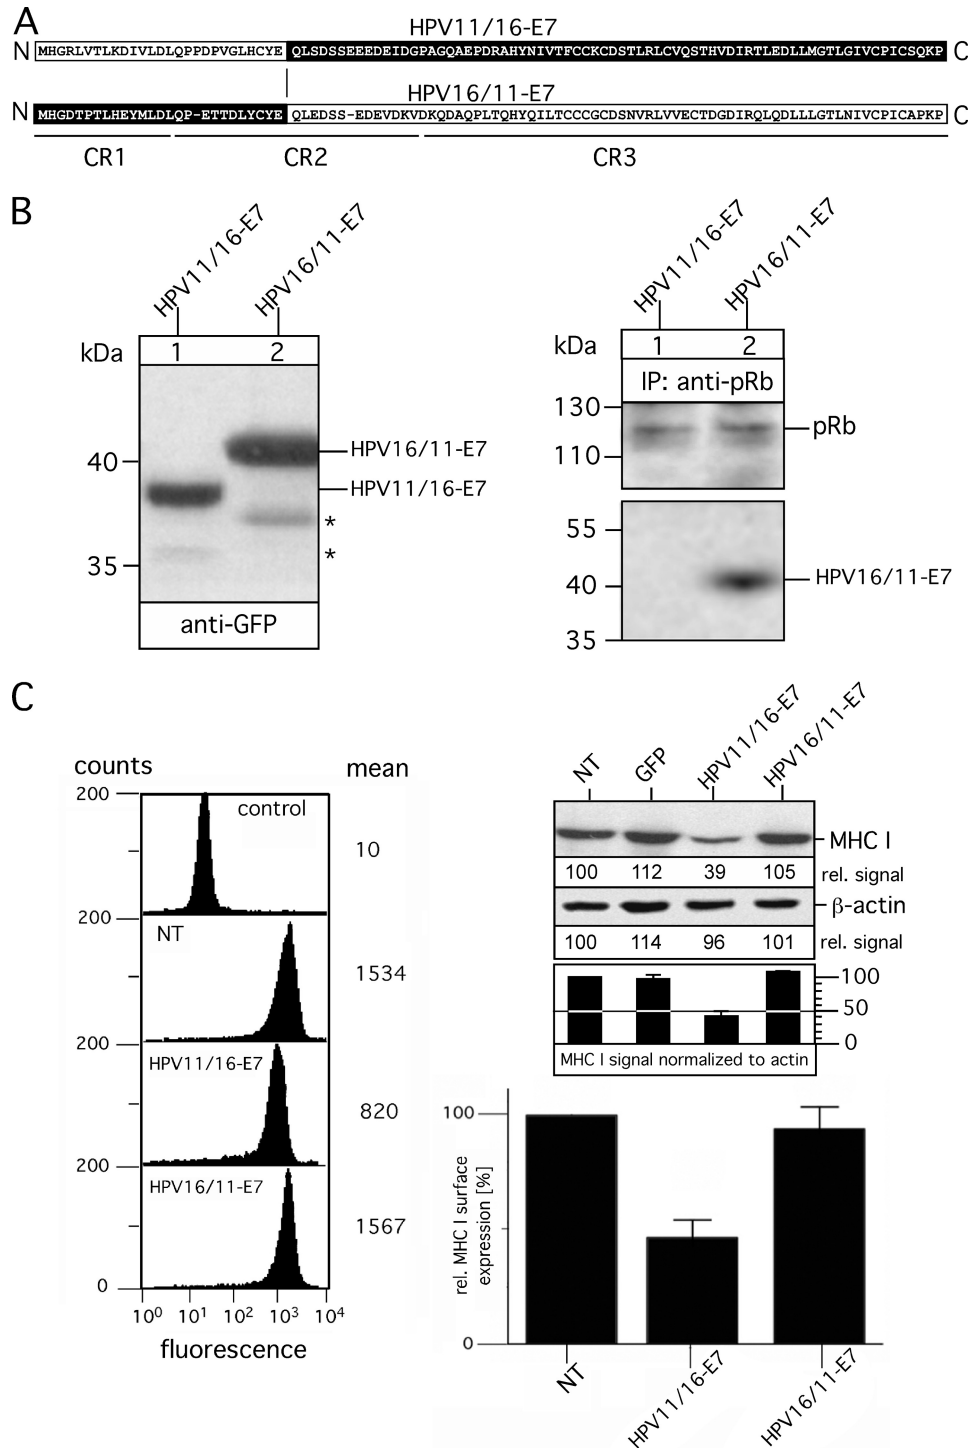 A
HPV11/16-E7
N MHGRLVTLKDIVLDLQPPDPVGLHCYE QLSDSSEEEDEIDGPAGQAEPDRAHYNIVTFCCKCDSTLRLCVQSTHVDIRTLEDLLMGTLGIVCPICSQKP C
HPV16/11-E7
N MHGDTPTLHEYMLDLQP-ETTDLYCYE QLEDSS-EDEVDKVDKQDAQPLTQHYQILTCCCGCDSNVRLVVECTDGDIRQLQDLLLGTLNIVCPICAPKP C
CR1 CR2 CR3
B
HPV11/16-E7
HPV16/11-E7
kDa 1 2
40
35
HPV16/11-E7
HPV11/16-E7
*
*
anti-GFP
HPV11/16-E7
HPV16/11-E7
kDa 1 2
IP: anti-pRb
130
110
pRb
55
40
35
HPV16/11-E7
C
counts mean
200 control 10
200 NT 1534
200 HPV11/16-E7 820
200 HPV16/11-E7 1567
0
10⁰ 10¹ 10² 10³ 10⁴
fluorescence
NT GFP HPV11/16-E7 HPV16/11-E7
MHC I
100 112 39 105 rel. signal
β-actin
100 114 96 101 rel. signal
100
50
0
MHC I signal normalized to actin
100
0
rel. MHC I surface
expression [%]
NT HPV11/16-E7 HPV16/11-E7